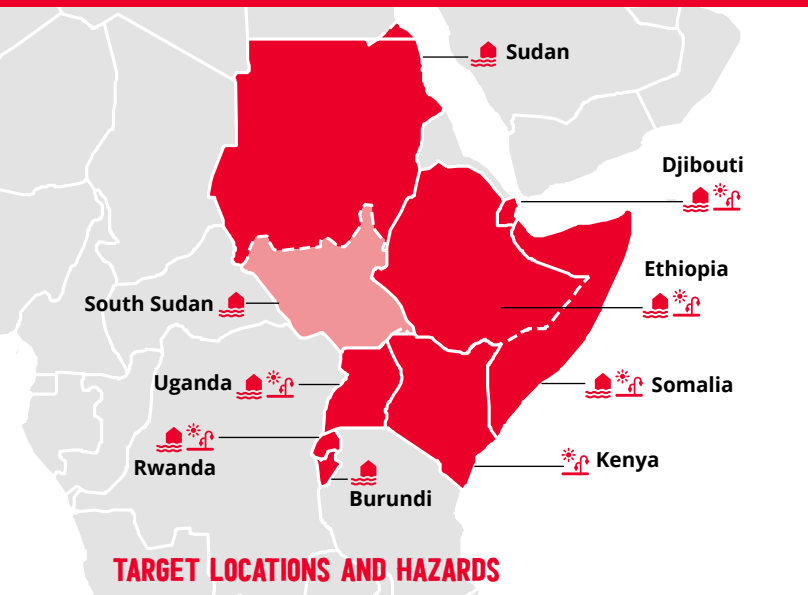 Sudan
Djibouti
Ethiopia
South Sudan
Uganda
Somalia
Rwanda
Kenya
Burundi
TARGET LOCATIONS AND HAZARDS